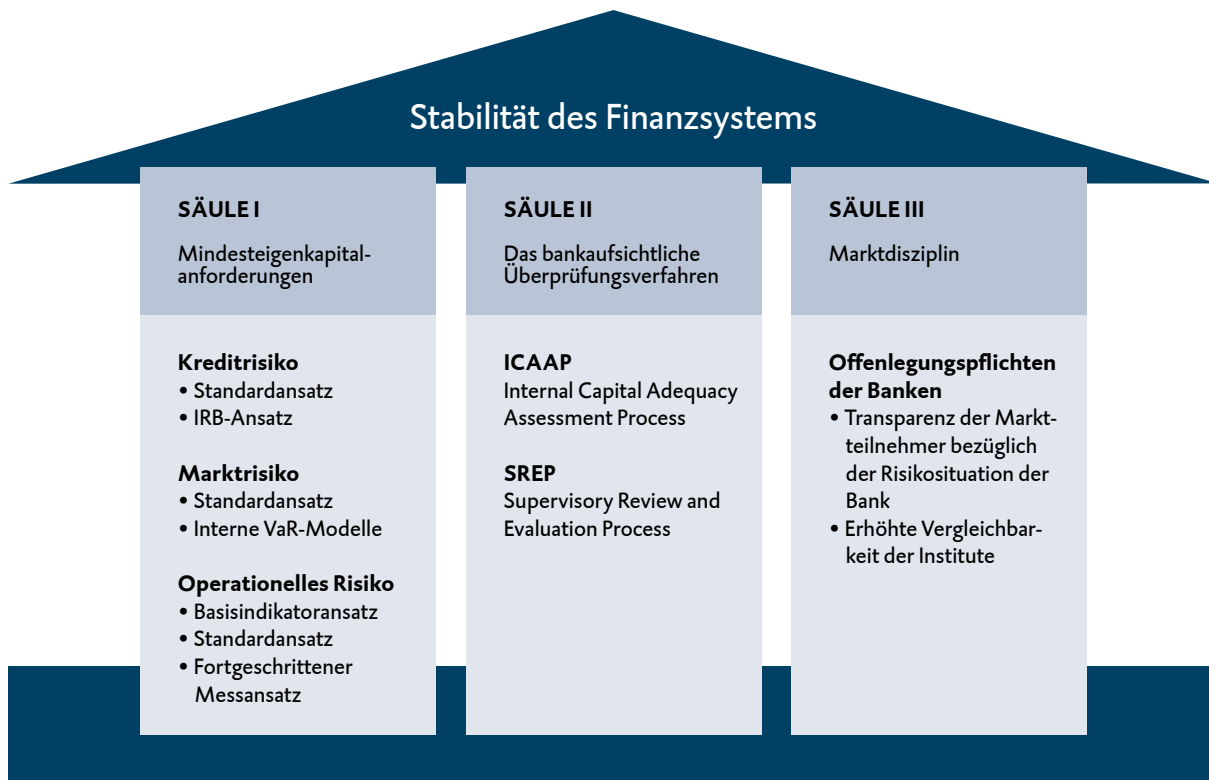 Stabilität des Finanzsystems
SÄULE I
Mindesteigenkapital-
anforderungen
Kreditrisiko
• Standardansatz
• IRB-Ansatz
Marktrisiko
• Standardansatz
• Interne VaR-Modelle
Operationelles Risiko
• Basisindikatoransatz
• Standardansatz
• Fortgeschrittener
Messansatz
SÄULE II
Das bankaufsichtliche
Überprüfungsverfahren
ICAAP
Internal Capital Adequacy
Assessment Process
SREP
Supervisory Review and
Evaluation Process
SÄULE III
Marktdisziplin
Offenlegungspflichten
der Banken
• Transparenz der Markt-
teilnehmer bezüglich
der Risikosituation der
Bank
• Erhöhte Vergleichbar-
keit der Institute